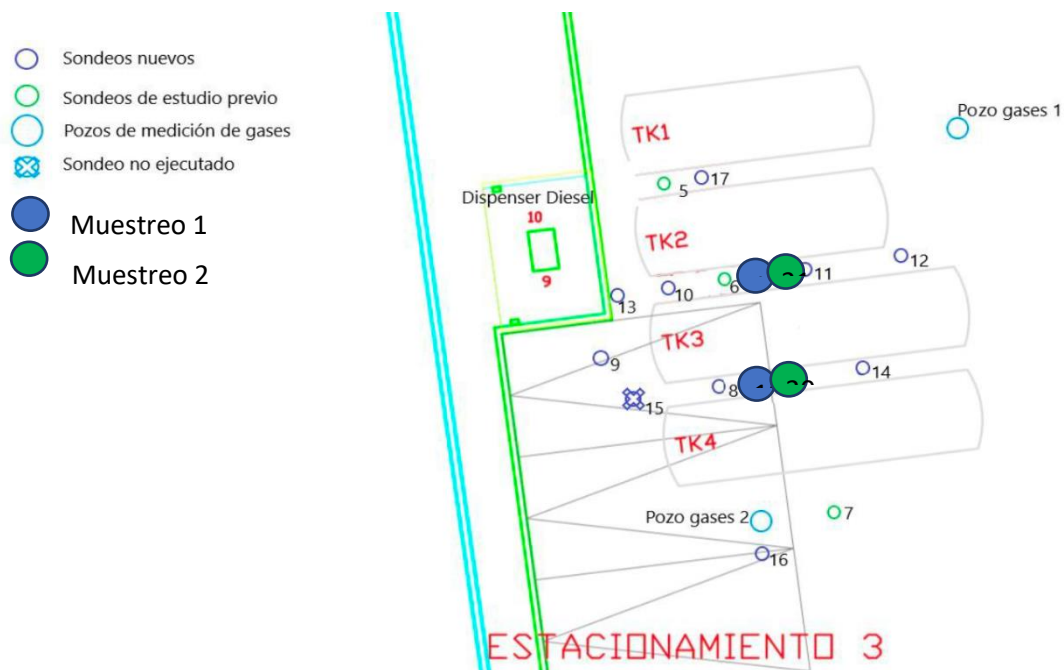 Sondeos nuevos
Sondeos de estudio previo
Pozos de medición de gases
Sondeo no ejecutado
Muestreo 1
Muestreo 2
Pozo gases 1
TK1
5
17
Dispenser Diesel
10
9
TK2
12
11
6
10
13
TK3
9
14
8
15
TK4
Pozo gases 2
7
16
ESTACIONAMIENTO 3